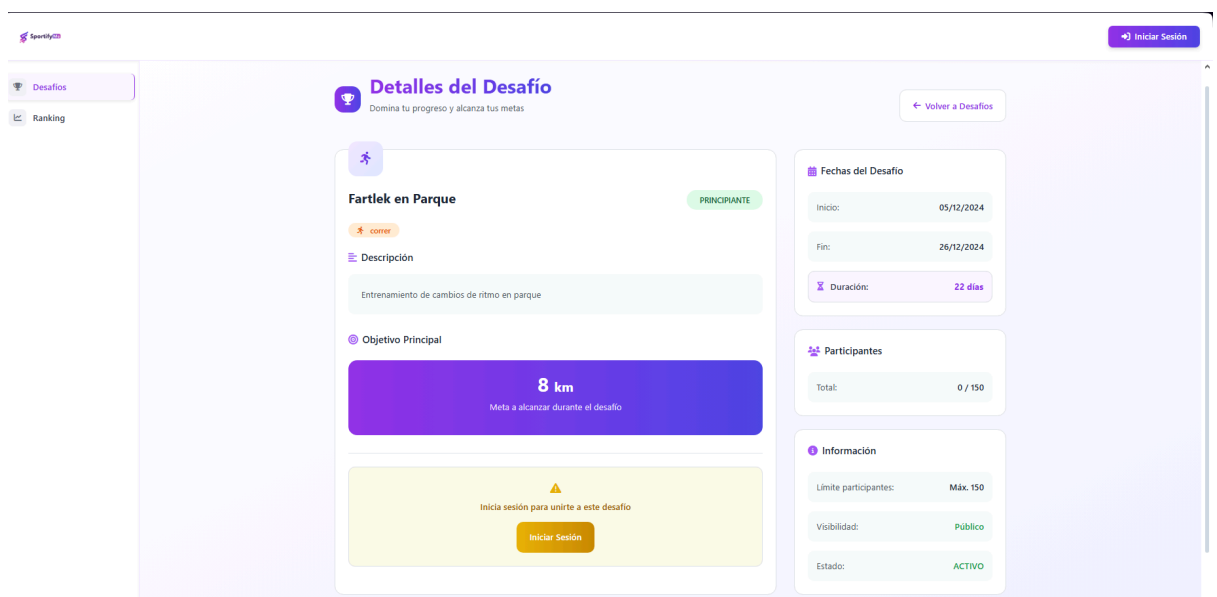 Sportify
Iniciar Sesión
Desafíos
Ranking
Detalles del Desafío
Domina tu progreso y alcanza tus metas
Volver a Desafíos
Fartlek en Parque
PRINCIPIANTE
correr
Descripción
Entrenamiento de cambios de ritmo en parque
Objetivo Principal
8 km
Meta a alcanzar durante el desafío
Inicia sesión para unirte a este desafío
Iniciar Sesión
Fechas del Desafío
Inicio: 05/12/2024
Fin: 26/12/2024
Duración: 22 días
Participantes
Total: 0 / 150
Información
Límite participantes: Máx. 150
Visibilidad: Público
Estado: ACTIVO